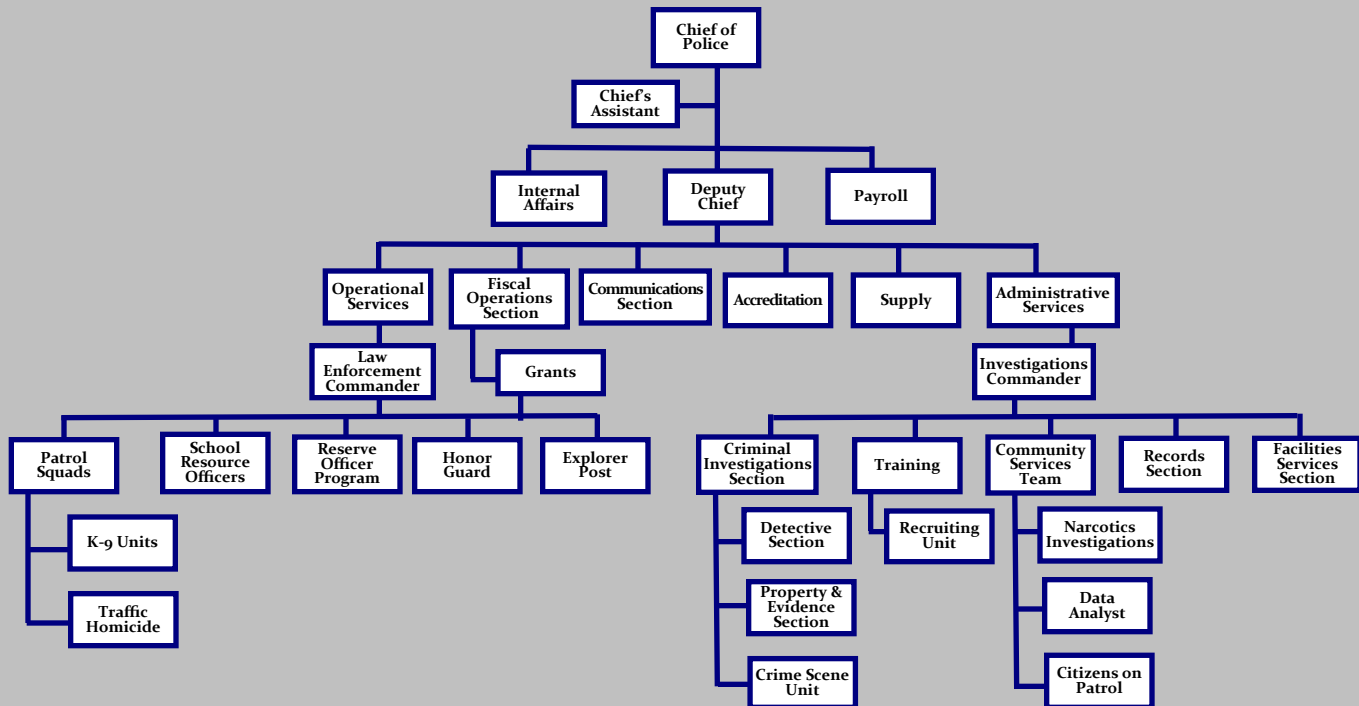 Chief of
Police
Chief's
Assistant
Internal
Affairs
Deputy
Chief
Payroll
Operational
Services
Fiscal
Operations
Section
Communications
Section
Accreditation
Supply
Administrative
Services
Law
Enforcement
Commander
Grants
Investigations
Commander
Patrol
Squads
School
Resource
Officers
Reserve
Officer
Program
Honor
Guard
Explorer
Post
Criminal
Investigations
Section
Training
Community
Services
Team
Records
Section
Facilities
Services
Section
K-9 Units
Traffic
Homicide
Detective
Section
Property &
Evidence
Section
Crime Scene
Unit
Recruiting
Unit
Narcotics
Investigations
Data
Analyst
Citizens on
Patrol